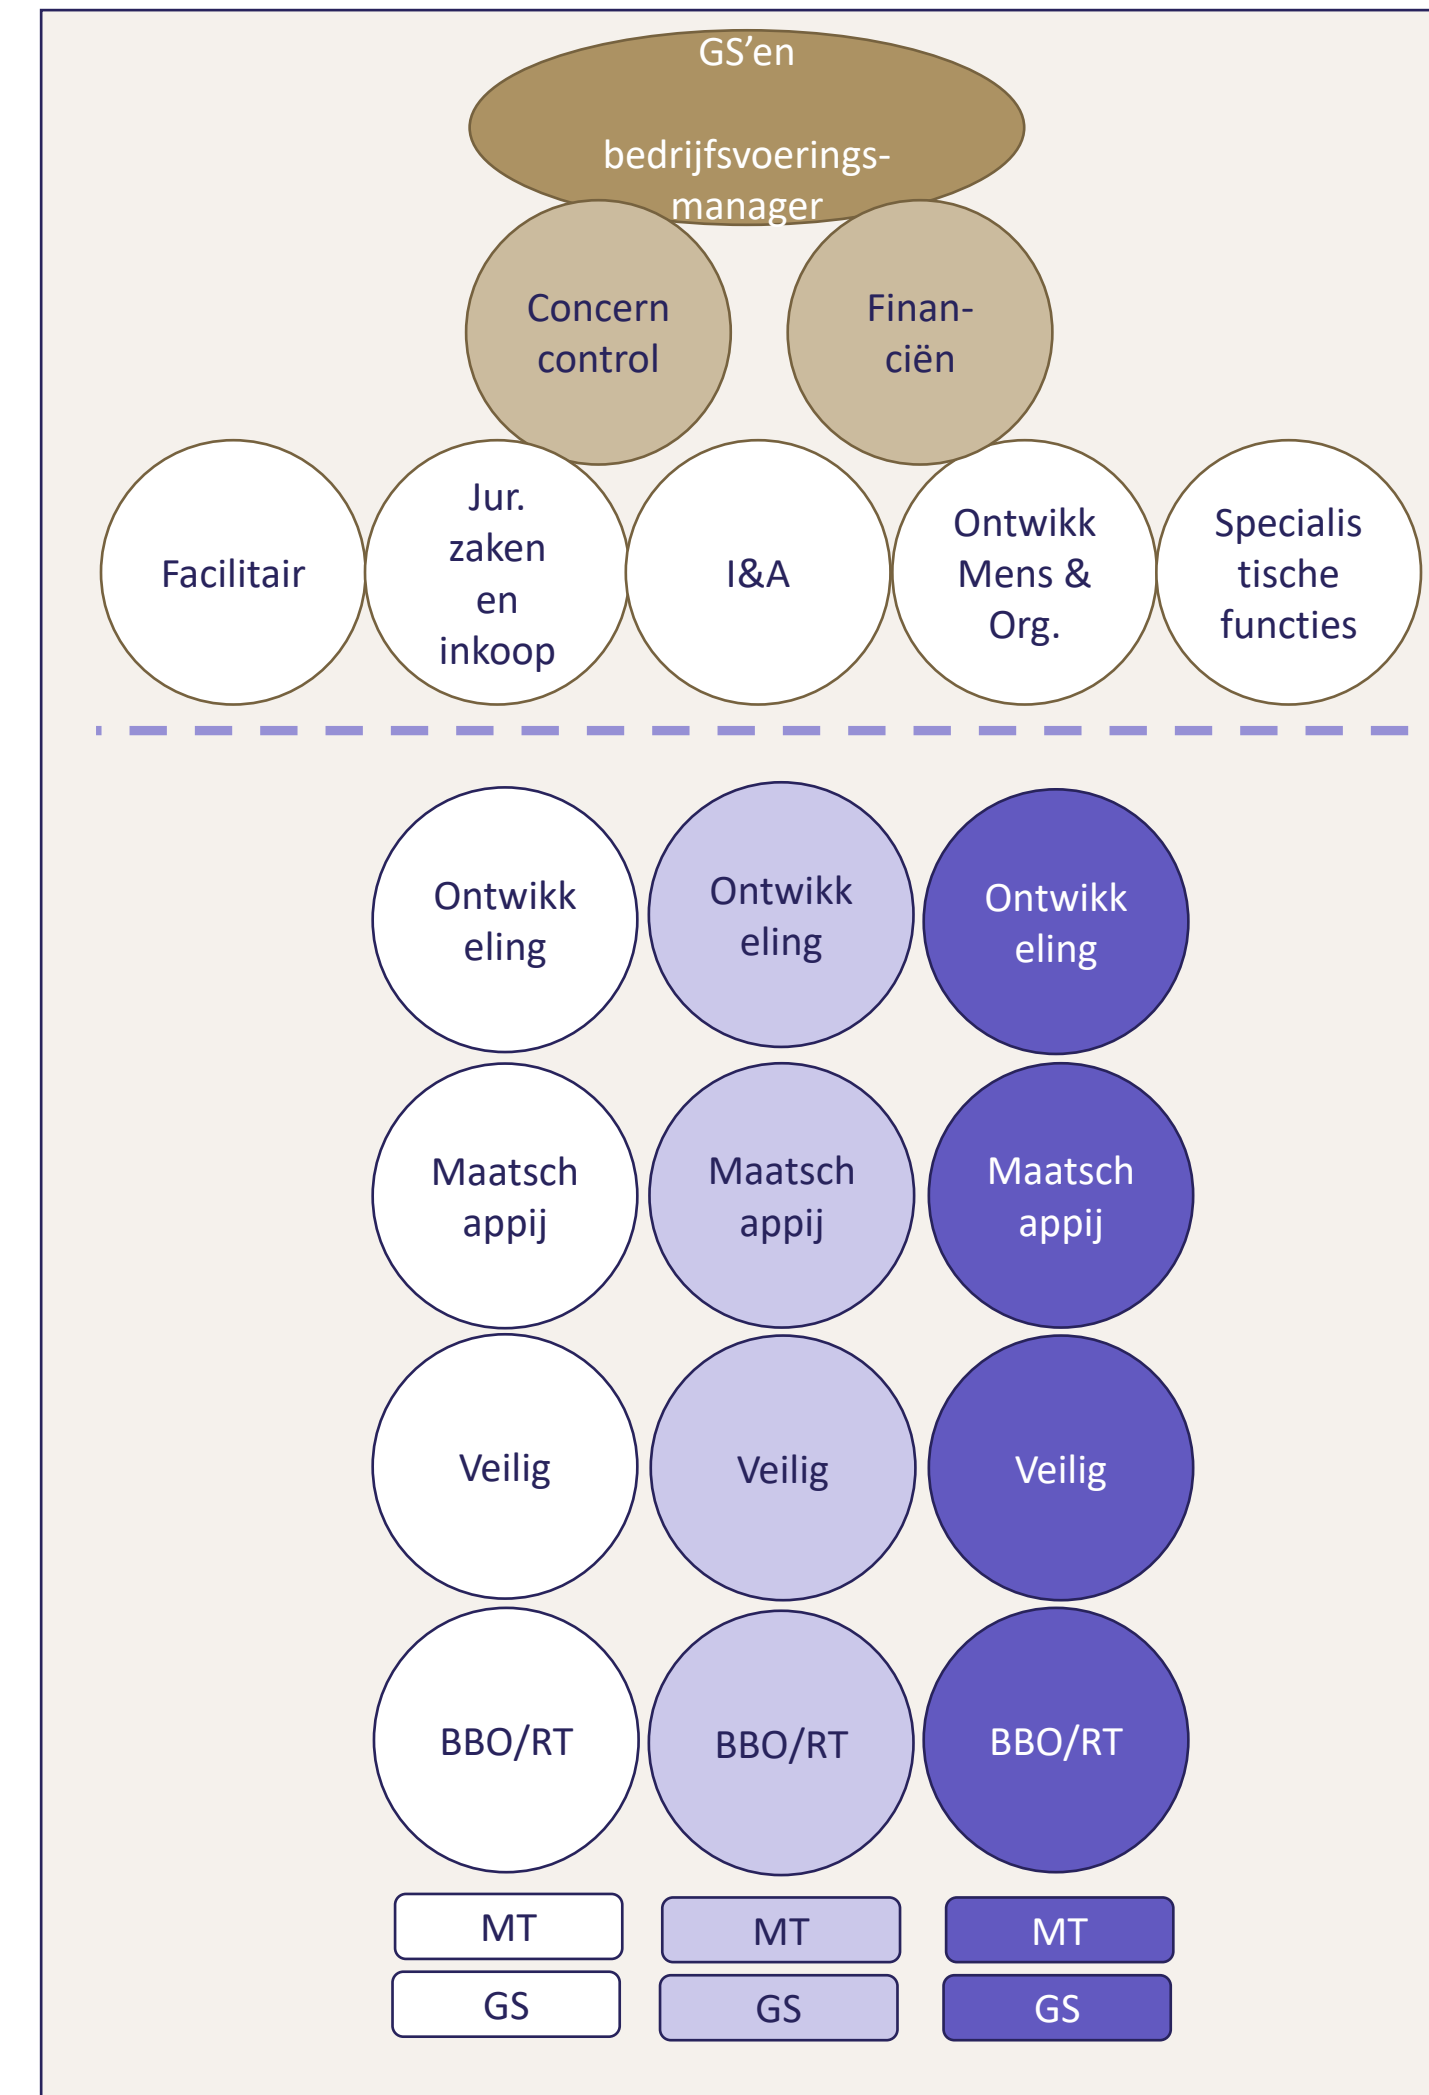 GS’en
bedrijfsvoerings-
manager
Concern
control
Finan-
ciën
Facilitair
Jur.
zaken
en
inkoop
I&A
Ontwikk
Mens &
Org.
Specialis
tische
functies
Ontwikk
eling
Ontwikk
eling
Ontwikk
eling
Maatsch
appij
Maatsch
appij
Maatsch
appij
Veilig
Veilig
Veilig
BBO/RT
BBO/RT
BBO/RT
MT
MT
MT
GS
GS
GS